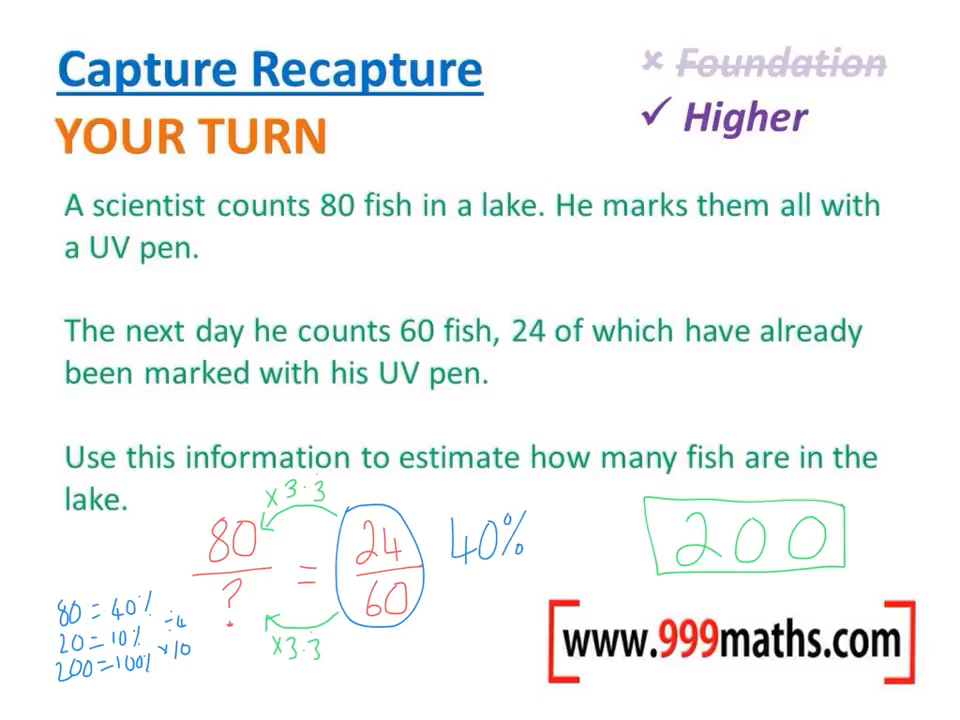 Capture Recapture
× Foundation
YOUR TURN
✓ Higher
A scientist counts 80 fish in a lake. He marks them all with
a UV pen.
The next day he counts 60 fish, 24 of which have already
been marked with his UV pen.
Use this information to estimate how many fish are in the
lake.
×3.3̇
80/? = 24/60
40%
200
×3.3̇
80 = 40%
÷4
20 = 10%
×10
200 = 100%
www.999maths.com